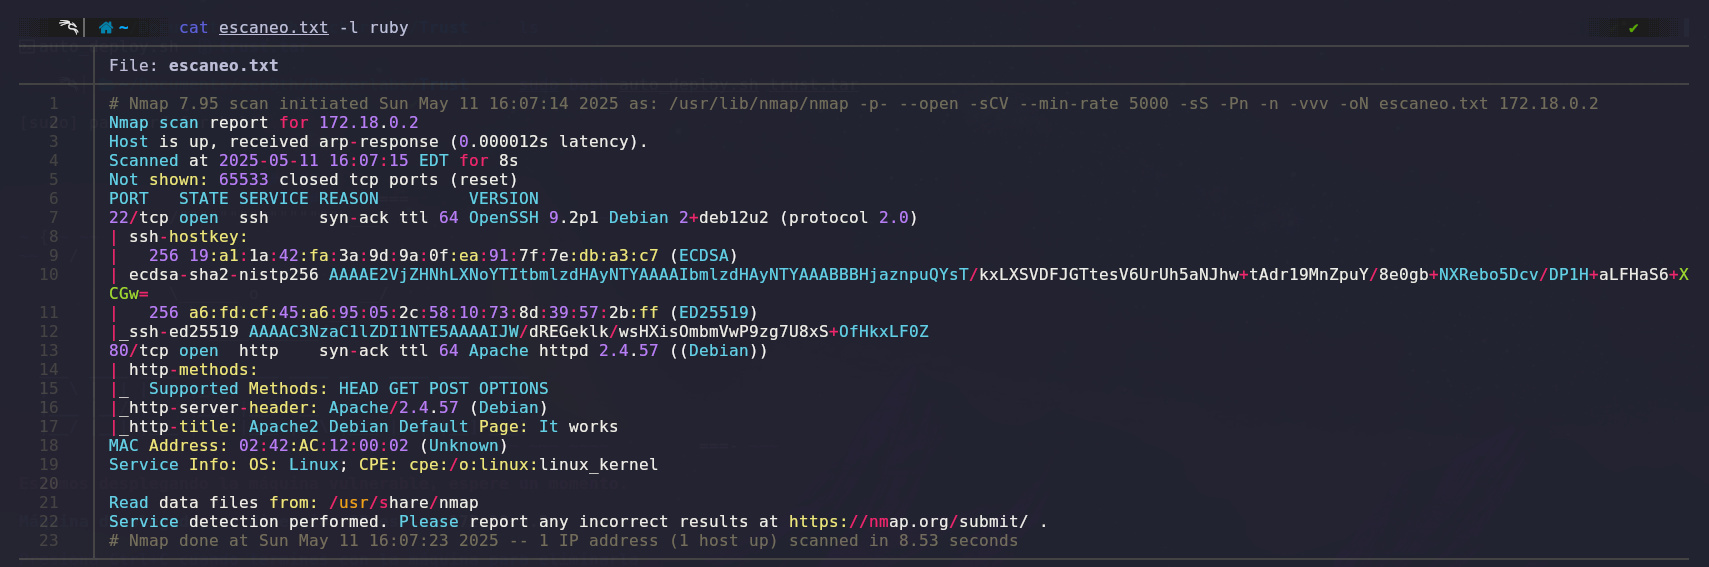 ~ cat escaneo.txt -l ruby ✔
File: escaneo.txt
1 # Nmap 7.95 scan initiated Sun May 11 16:07:14 2025 as: /usr/lib/nmap/nmap -p- --open -sCV --min-rate 5000 -sS -Pn -n -vvv -oN escaneo.txt 172.18.0.2
2 Nmap scan report for 172.18.0.2
3 Host is up, received arp-response (0.000012s latency).
4 Scanned at 2025-05-11 16:07:15 EDT for 8s
5 Not shown: 65533 closed tcp ports (reset)
6 PORT   STATE SERVICE REASON         VERSION
7 22/tcp open  ssh     syn-ack ttl 64 OpenSSH 9.2p1 Debian 2+deb12u2 (protocol 2.0)
8 | ssh-hostkey:
9 |   256 19:a1:1a:42:fa:3a:9d:9a:0f:ea:91:7f:7e:db:a3:c7 (ECDSA)
10 | ecdsa-sha2-nistp256 AAAAE2VjZHNhLXNoYTItbmlzdHAyNTYAAAAIbmlzdHAyNTYAAABBBHjaznpuQYsT/kxLXSVDFJGTtesV6UrUh5aNJhw+tAdr19MnZpuY/8e0gb+NXRebo5Dcv/DP1H+aLFHaS6+X
CGw=
11 |   256 a6:fd:cf:45:a6:95:05:2c:58:10:73:8d:39:57:2b:ff (ED25519)
12 |_ssh-ed25519 AAAAC3NzaC1lZDI1NTE5AAAAIJW/dREGeklk/wsHXisOmbmVwP9zg7U8xS+OfHkxLF0Z
13 80/tcp open  http    syn-ack ttl 64 Apache httpd 2.4.57 ((Debian))
14 | http-methods:
15 |_  Supported Methods: HEAD GET POST OPTIONS
16 |_http-server-header: Apache/2.4.57 (Debian)
17 |_http-title: Apache2 Debian Default Page: It works
18 MAC Address: 02:42:AC:12:00:02 (Unknown)
19 Service Info: OS: Linux; CPE: cpe:/o:linux:linux_kernel
20
21 Read data files from: /usr/share/nmap
22 Service detection performed. Please report any incorrect results at https://nmap.org/submit/ .
23 # Nmap done at Sun May 11 16:07:23 2025 -- 1 IP address (1 host up) scanned in 8.53 seconds